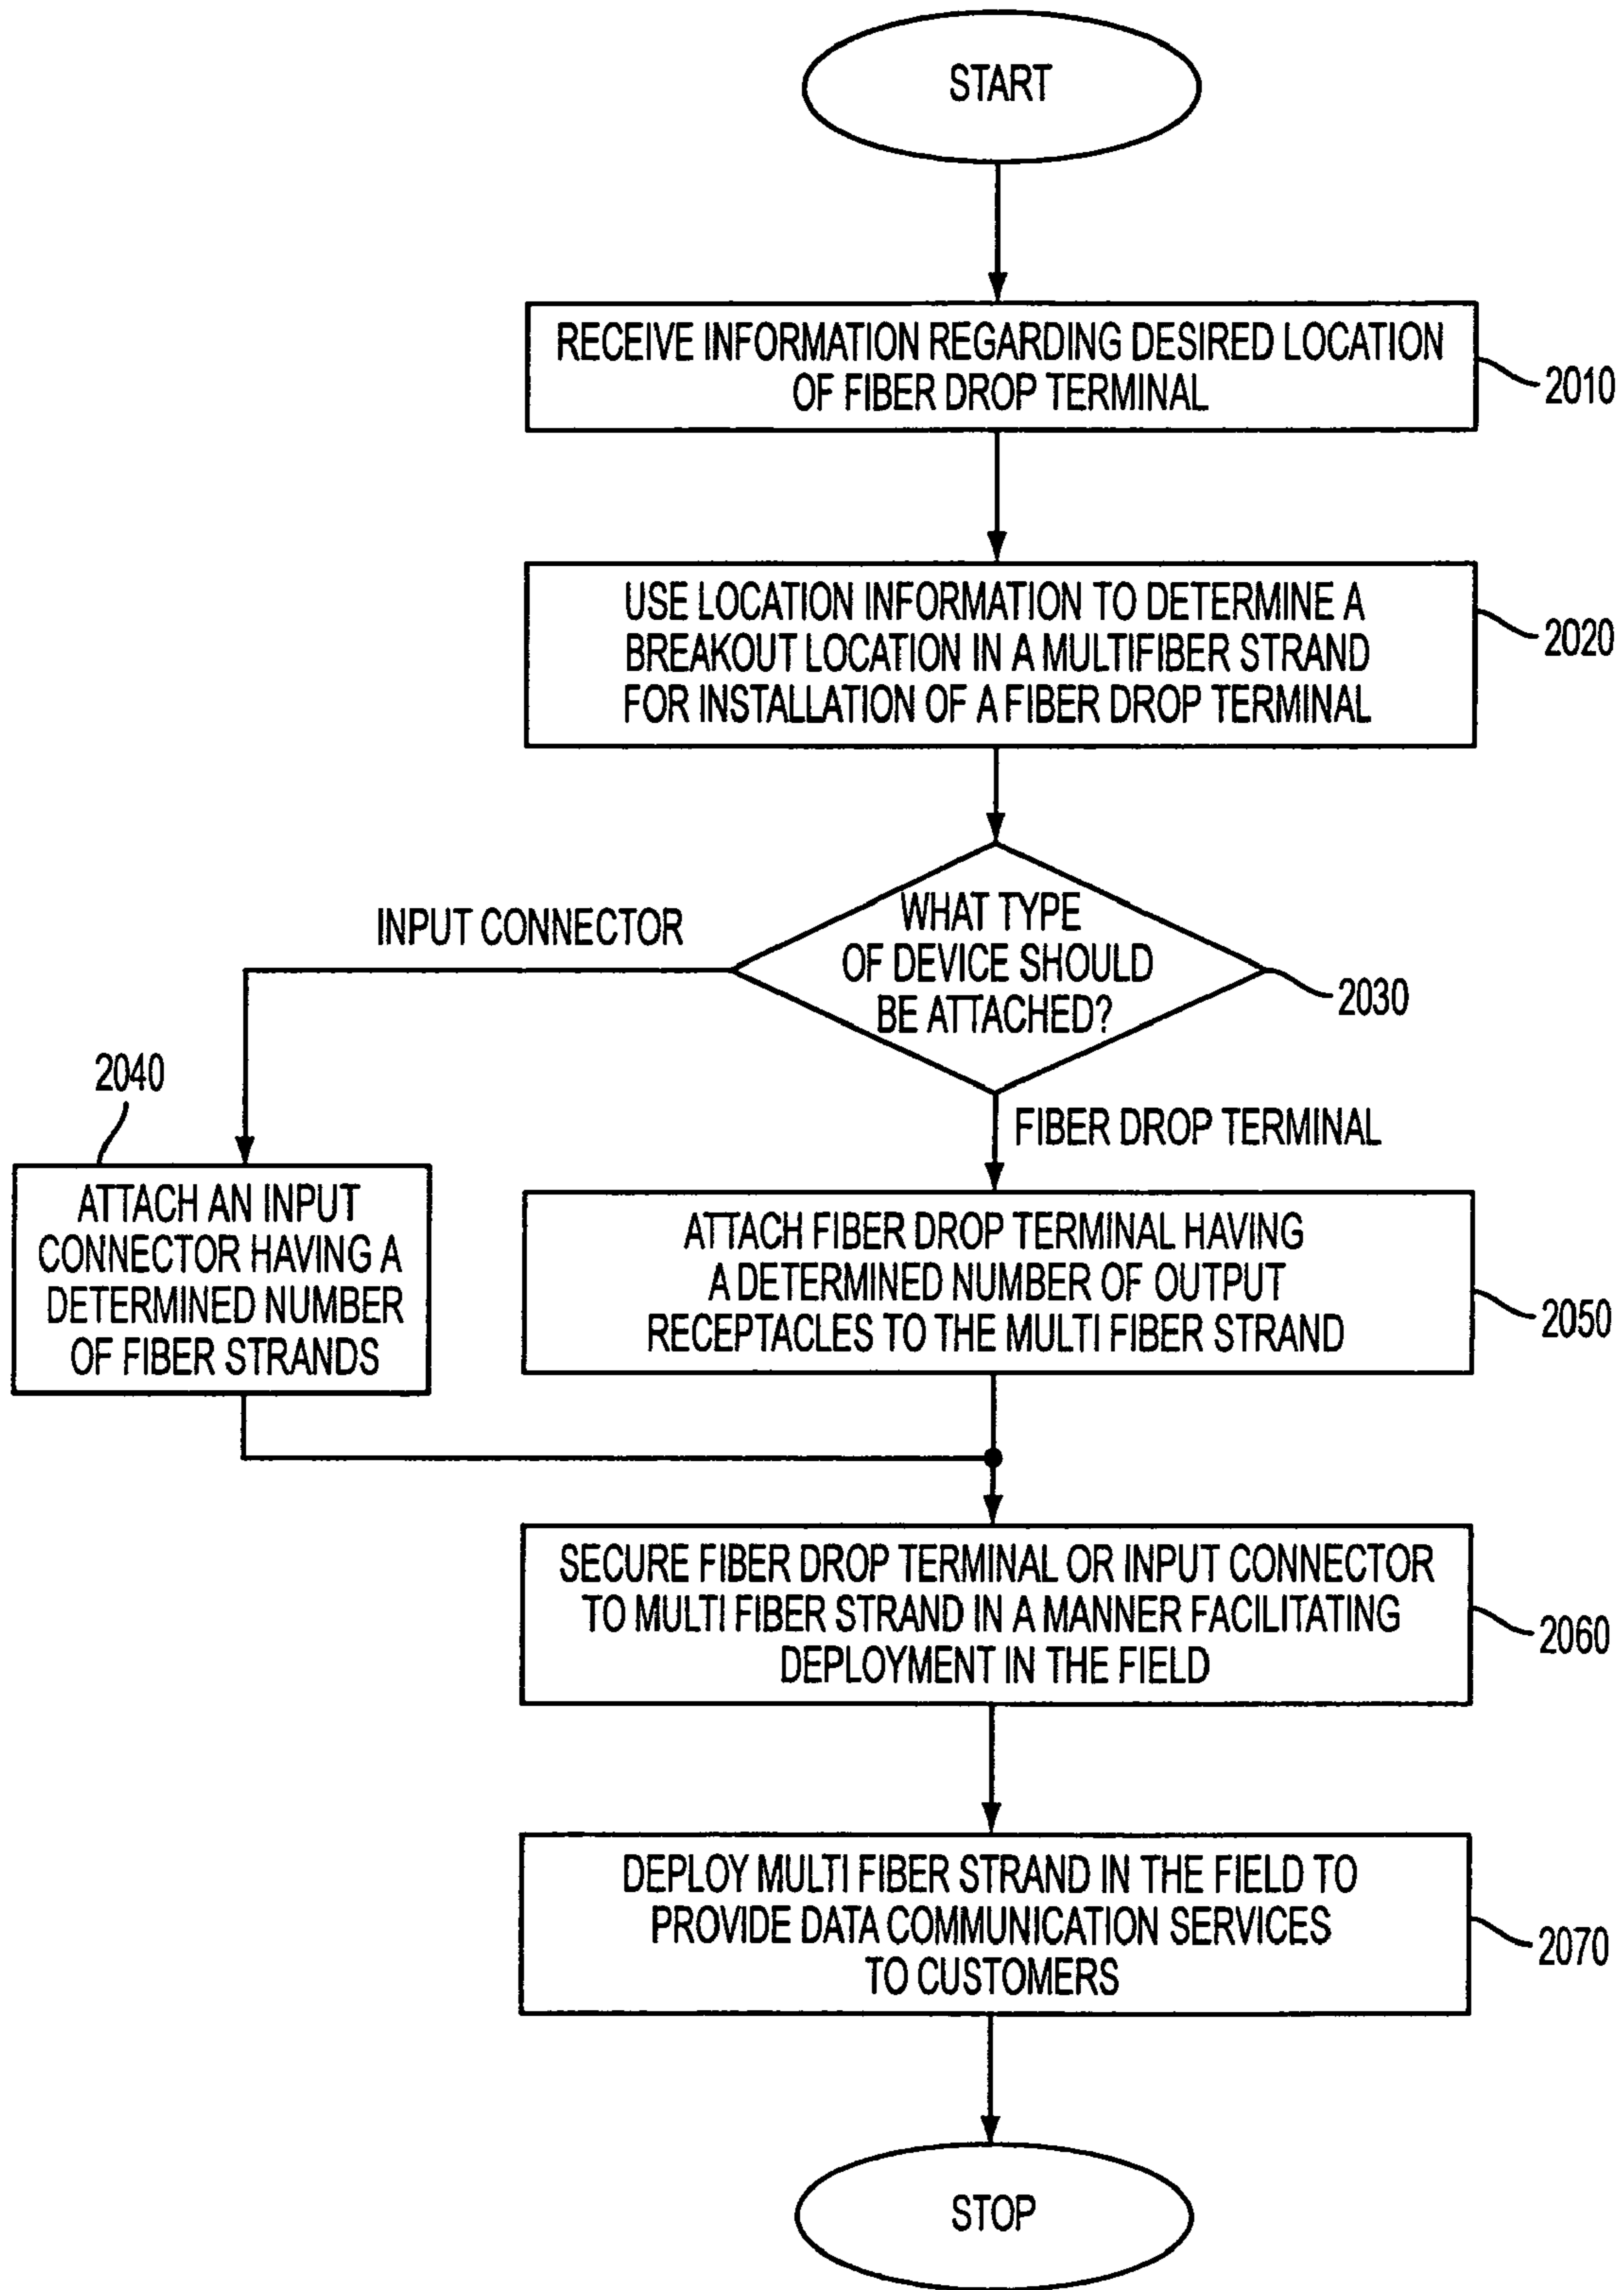 START
RECEIVE INFORMATION REGARDING DESIRED LOCATION
OF FIBER DROP TERMINAL
2010
USE LOCATION INFORMATION TO DETERMINE A
BREAKOUT LOCATION IN A MULTIFIBER STRAND
FOR INSTALLATION OF A FIBER DROP TERMINAL
2020
WHAT TYPE
OF DEVICE SHOULD
BE ATTACHED?
2030
INPUT CONNECTOR
2040
ATTACH AN INPUT
CONNECTOR HAVING A
DETERMINED NUMBER
OF FIBER STRANDS
FIBER DROP TERMINAL
ATTACH FIBER DROP TERMINAL HAVING
A DETERMINED NUMBER OF OUTPUT
RECEPTACLES TO THE MULTI FIBER STRAND
2050
SECURE FIBER DROP TERMINAL OR INPUT CONNECTOR
TO MULTI FIBER STRAND IN A MANNER FACILITATING
DEPLOYMENT IN THE FIELD
2060
DEPLOY MULTI FIBER STRAND IN THE FIELD TO
PROVIDE DATA COMMUNICATION SERVICES
TO CUSTOMERS
2070
STOP